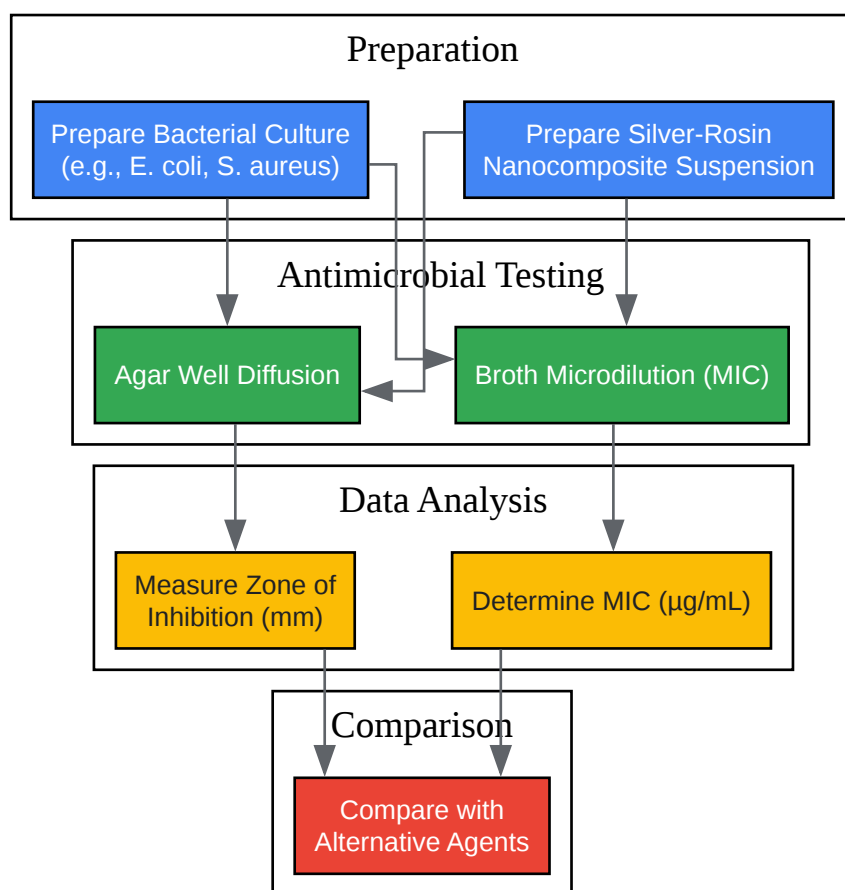 Preparation
Prepare Bacterial Culture
(e.g., E. coli, S. aureus)
Prepare Silver-Rosin
Nanocomposite Suspension
Antimicrobial Testing
Agar Well Diffusion
Broth Microdilution (MIC)
Data Analysis
Measure Zone of
Inhibition (mm)
Determine MIC (µg/mL)
Comparison
Compare with
Alternative Agents